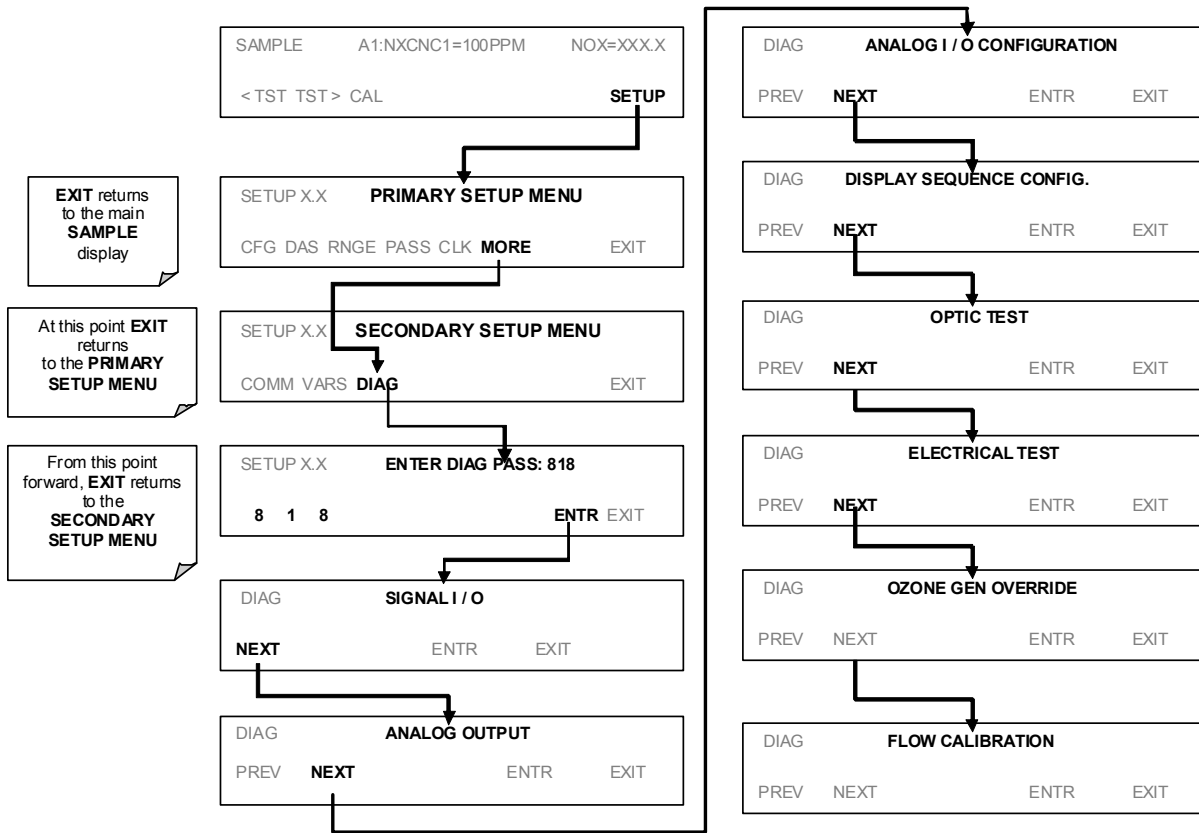 SAMPLE A1:NXCNC1=100PPM NOX=XXX.X
< TST TST > CAL SETUP
EXIT returns
to the main
SAMPLE
display
SETUP X.X PRIMARY SETUP MENU
CFG DAS RNGE PASS CLK MORE EXIT
At this point EXIT
returns
to the PRIMARY
SETUP MENU
SETUP X.X SECONDARY SETUP MENU
COMM VARS DIAG EXIT
From this point
forward, EXIT returns
to the
SECONDARY
SETUP MENU
SETUP X.X ENTER DIAG PASS: 818
8 1 8 ENTR EXIT
DIAG SIGNAL I / O
NEXT ENTR EXIT
DIAG ANALOG OUTPUT
PREV NEXT ENTR EXIT
DIAG ANALOG I / O CONFIGURATION
PREV NEXT ENTR EXIT
DIAG DISPLAY SEQUENCE CONFIG.
PREV NEXT ENTR EXIT
DIAG OPTIC TEST
PREV NEXT ENTR EXIT
DIAG ELECTRICAL TEST
PREV NEXT ENTR EXIT
DIAG OZONE GEN OVERRIDE
PREV NEXT ENTR EXIT
DIAG FLOW CALIBRATION
PREV NEXT ENTR EXIT